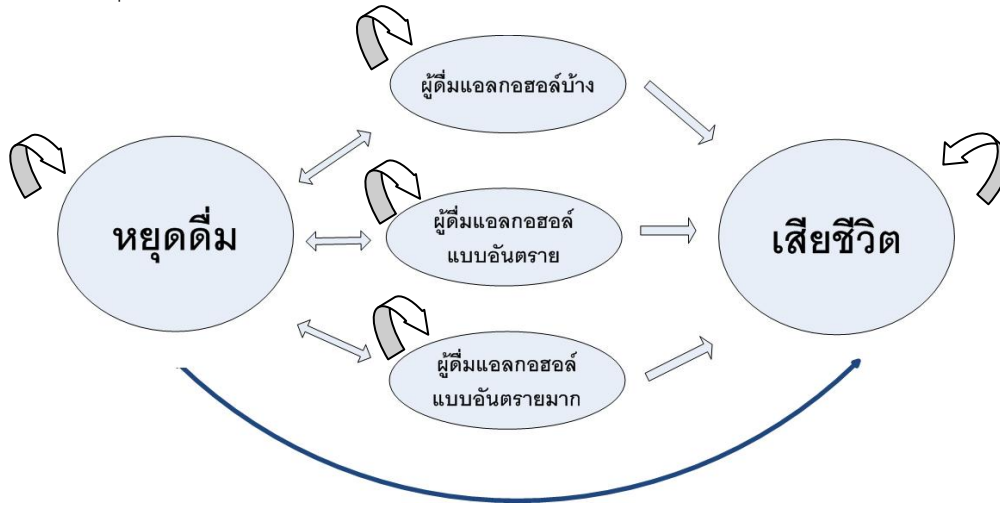 ผู้ดื่มแอลกอฮอล์บ้าง
หยุดดื่ม
ผู้ดื่มแอลกอฮอล์
แบบอันตราย
เสียชีวิต
ผู้ดื่มแอลกอฮอล์
แบบอันตรายมาก